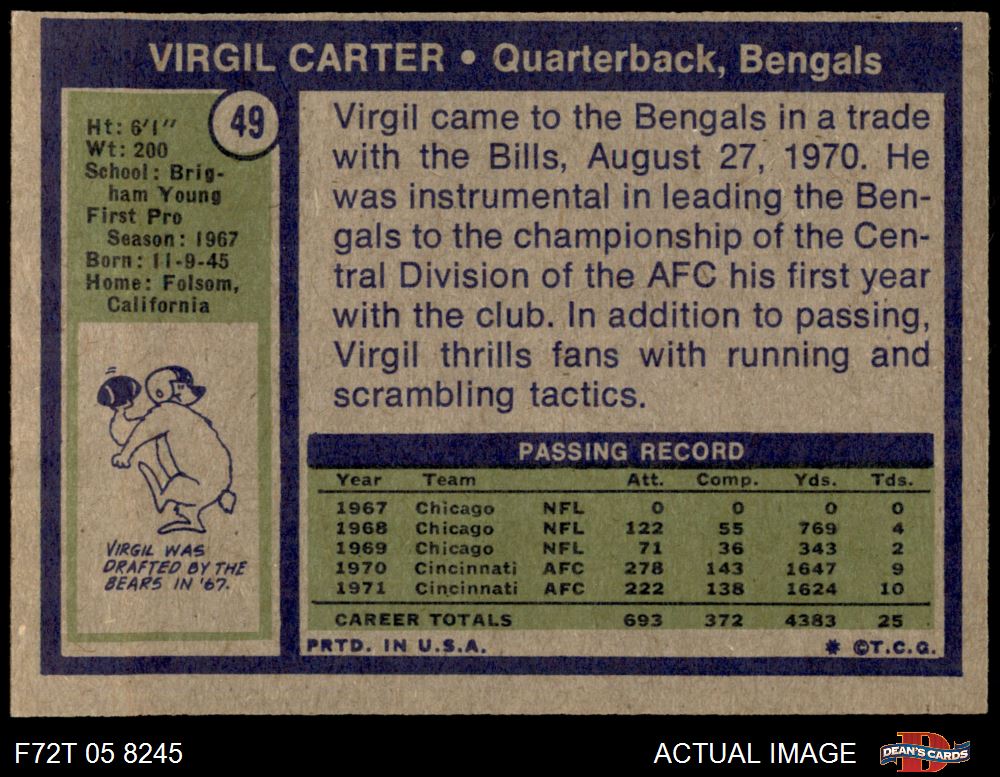 VIRGIL CARTER • Quarterback, Bengals
49
Ht: 6'1"
Wt: 200
School: Brig-
ham Young
First Pro
Season: 1967
Born: 11-9-45
Home: Folsom,
California
VIRGIL WAS
DRAFTED BY THE
BEARS IN '67.
Virgil came to the Bengals in a trade
with the Bills, August 27, 1970. He
was instrumental in leading the Ben-
gals to the championship of the Cen-
tral Division of the AFC his first year
with the club. In addition to passing,
Virgil thrills fans with running and
scrambling tactics.
PASSING RECORD
Year Team Att. Comp. Yds. Tds.
1967 Chicago NFL 0 0 0 0
1968 Chicago NFL 122 55 769 4
1969 Chicago NFL 71 36 343 2
1970 Cincinnati AFC 278 143 1647 9
1971 Cincinnati AFC 222 138 1624 10
CAREER TOTALS 693 372 4383 25
PRTD. IN U.S.A. * ©T.C.G.
F72T 05 8245 ACTUAL IMAGE DEAN'S CARDS